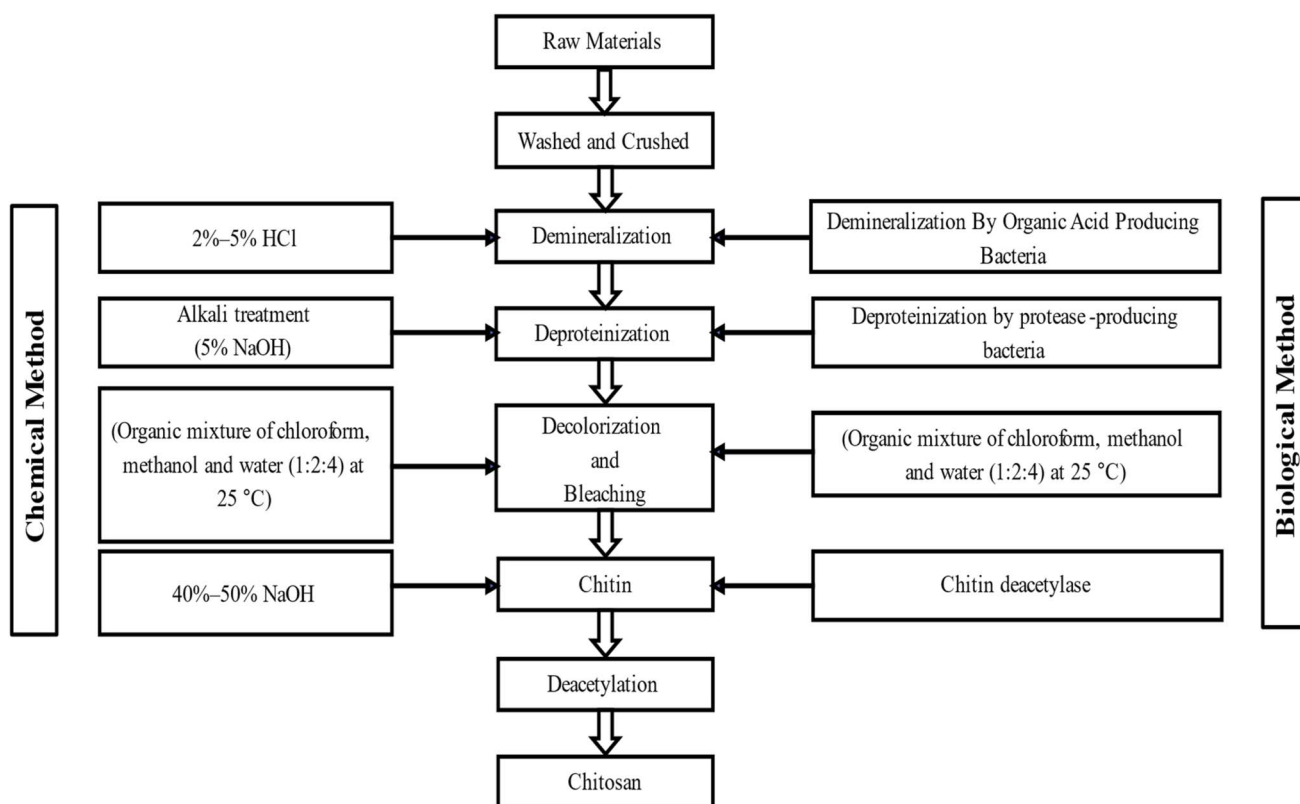 Raw Materials
Washed and Crushed
Chemical Method
2%–5% HCl
Demineralization
Demineralization By Organic Acid Producing
Bacteria
Alkali treatment
(5% NaOH)
Deproteinization
Deproteinization by protease-producing
bacteria
(Organic mixture of chloroform,
methanol and water (1:2:4) at
25 °C)
Decolorization
and
Bleaching
(Organic mixture of chloroform, methanol
and water (1:2:4) at 25 °C)
40%–50% NaOH
Chitin
Chitin deacetylase
Biological Method
Deacetylation
Chitosan